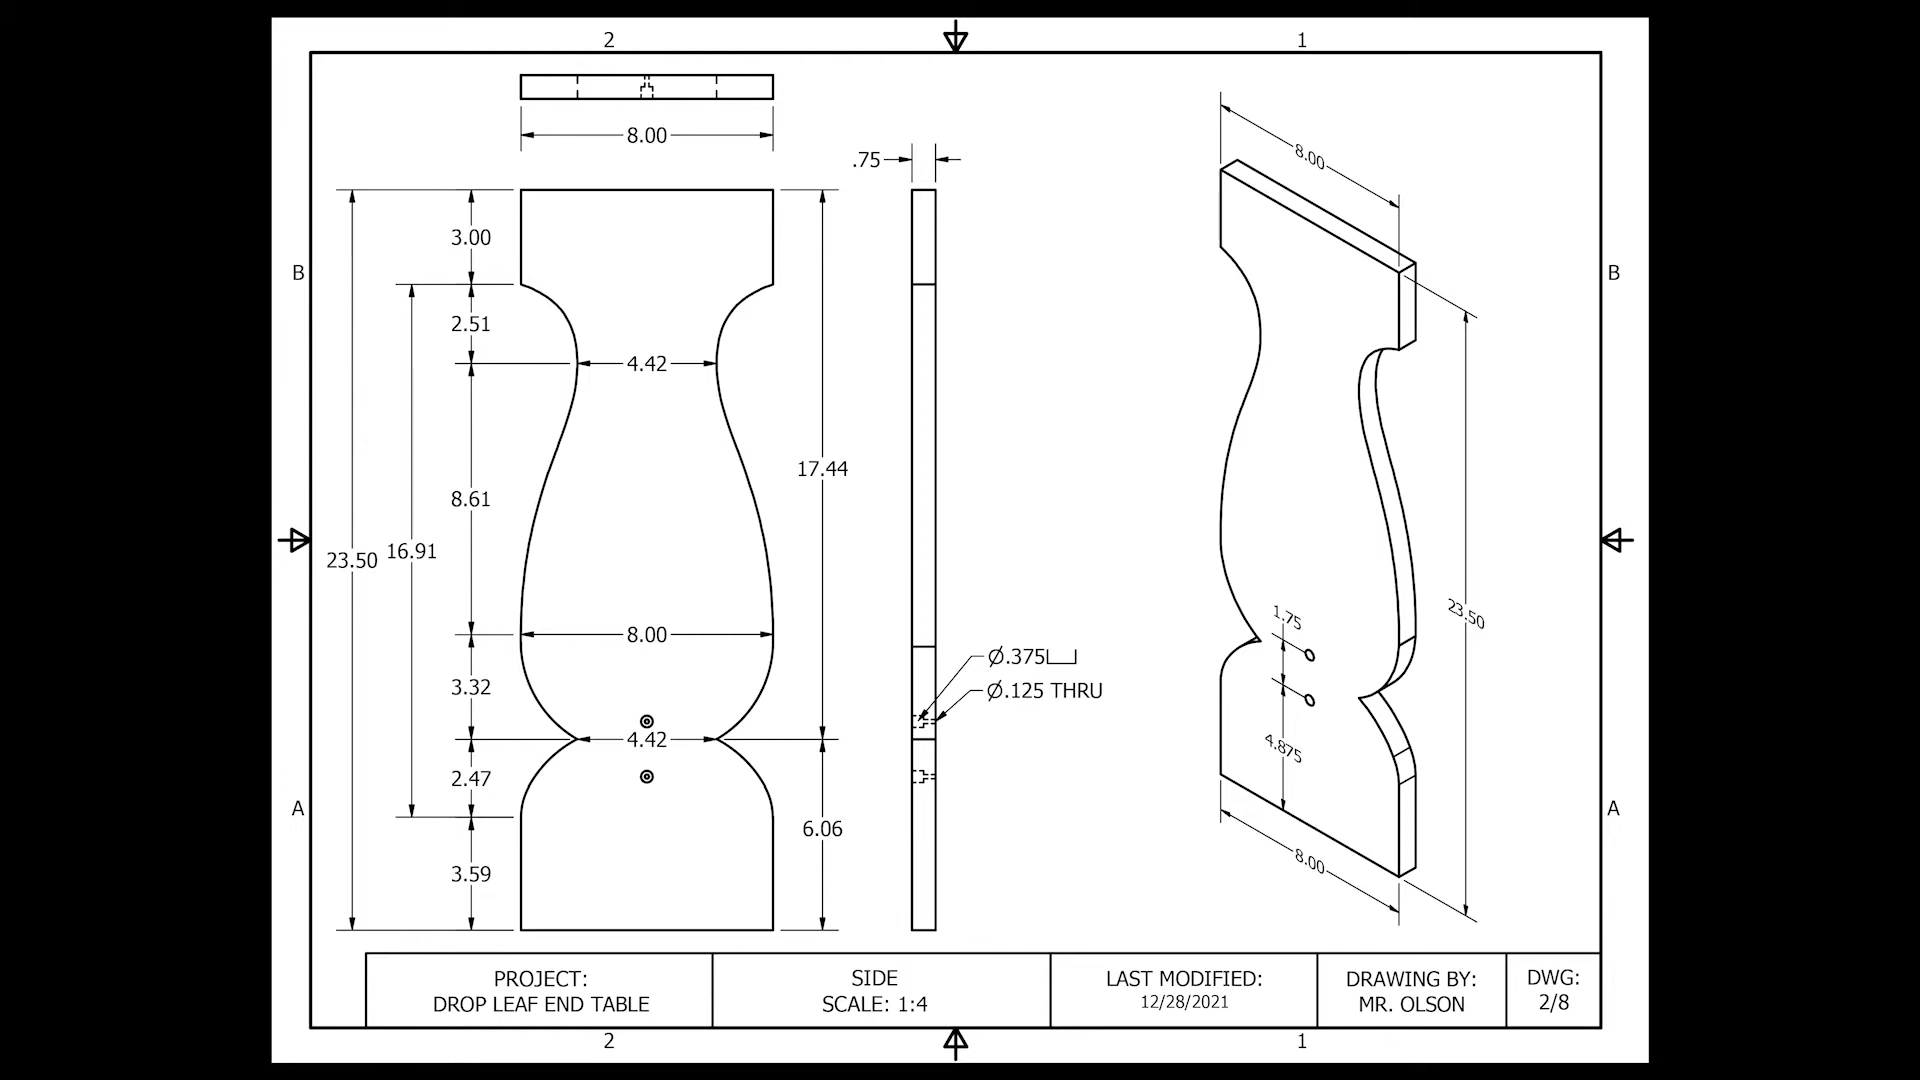 2
1
8.00
.75
8.00
3.00
B
B
2.51
4.42
17.44
8.61
16.91
23.50
1.75
23.50
8.00
Ø.375
3.32
Ø.125 THRU
4.42
4.875
2.47
A
A
6.06
8.00
3.59
PROJECT:
DROP LEAF END TABLE
SIDE
SCALE: 1:4
LAST MODIFIED:
12/28/2021
DRAWING BY:
MR. OLSON
DWG:
2/8
2
1